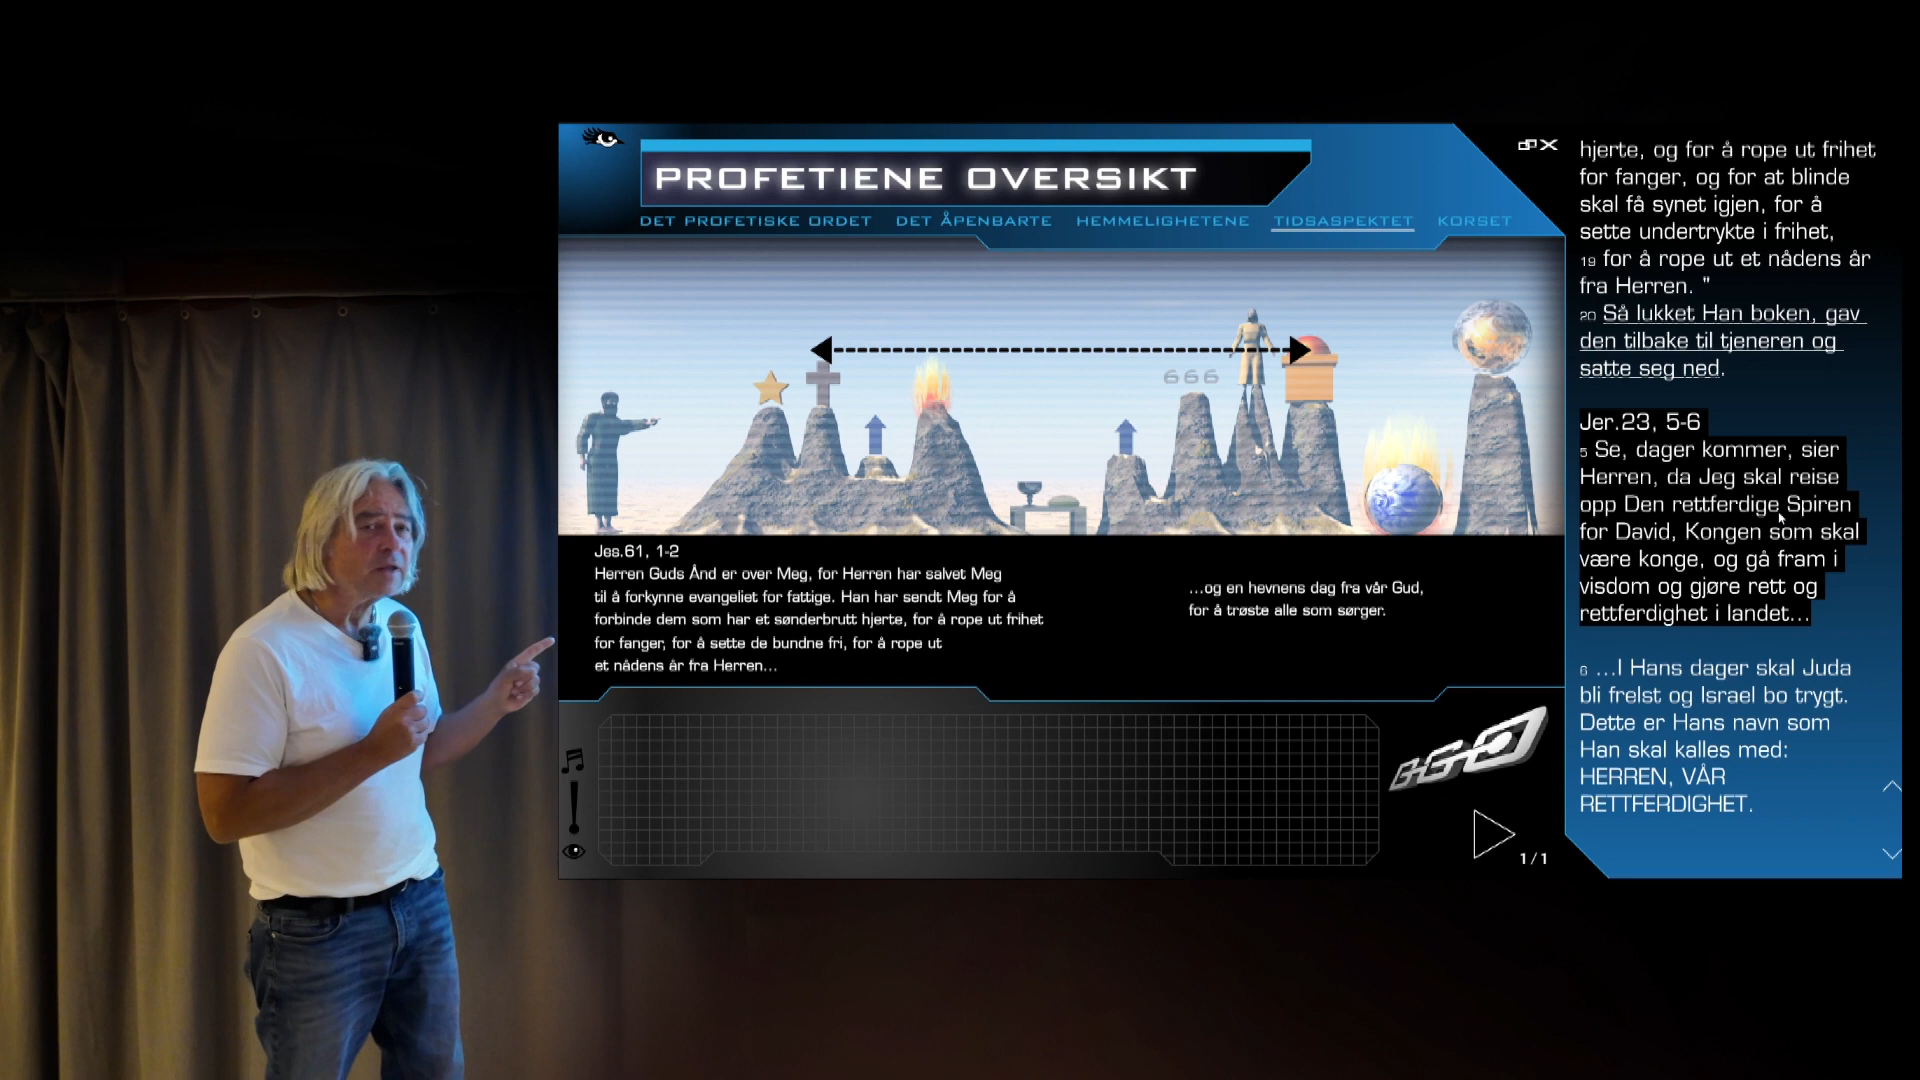 PROFETIENE OVERSIKT
DET PROFETISKE ORDET DET ÅPENBARTE HEMMELIGHETENE TIDSASPEKTET KORSET
666
Jes.61, 1-2
Herren Guds Ånd er over Meg, for Herren har salvet Meg
til å forkynne evangeliet for fattige. Han har sendt Meg for å
forbinde dem som har et sønderbrutt hjerte, for å rope ut frihet
for fanger, for å sette de bundne fri, for å rope ut
et nådens år fra Herren...
...og en hevnens dag fra vår Gud,
for å trøste alle som sørger.
1/1
hjerte, og for å rope ut frihet
for fanger, og for at blinde
skal få synet igjen, for å
sette undertrykte i frihet,
19 for å rope ut et nådens år
fra Herren. "
20 Så lukket Han boken, gav
den tilbake til tjeneren og
satte seg ned.
Jer.23, 5-6
5 Se, dager kommer, sier
Herren, da Jeg skal reise
opp Den rettferdige Spiren
for David, Kongen som skal
være konge, og gå fram i
visdom og gjøre rett og
rettferdighet i landet...
6 ...I Hans dager skal Juda
bli frelst og Israel bo trygt.
Dette er Hans navn som
Han skal kalles med:
HERREN, VÅR
RETTFERDIGHET.